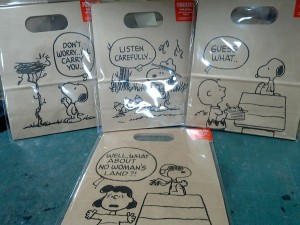 DON'T
WORRY...I'LL
CARRY
YOU..
LISTEN
CAREFULLY..
GUESS
WHAT..
WELL, WHAT
ABOUT
NO WOMAN'S
LAND?!